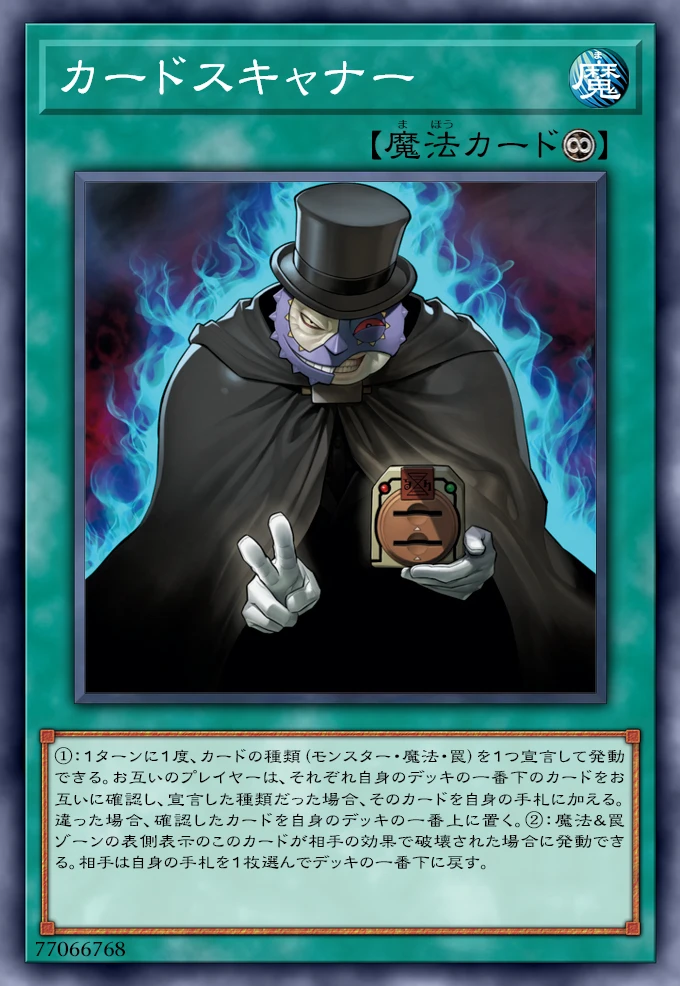 カードスキャナー
魔
【魔法カード】
①：1ターンに1度、カードの種類（モンスター・魔法・罠）を1つ宣言して発動
できる。お互いのプレイヤーは、それぞれ自身のデッキの一番下のカードをお
互いに確認し、宣言した種類だった場合、そのカードを自身の手札に加える。
違った場合、確認したカードを自身のデッキの一番上に置く。②：魔法&罠
ゾーンの表側表示のこのカードが相手の効果で破壊された場合に発動でき
る。相手は自身の手札を1枚選んでデッキの一番下に戻す。
77066768